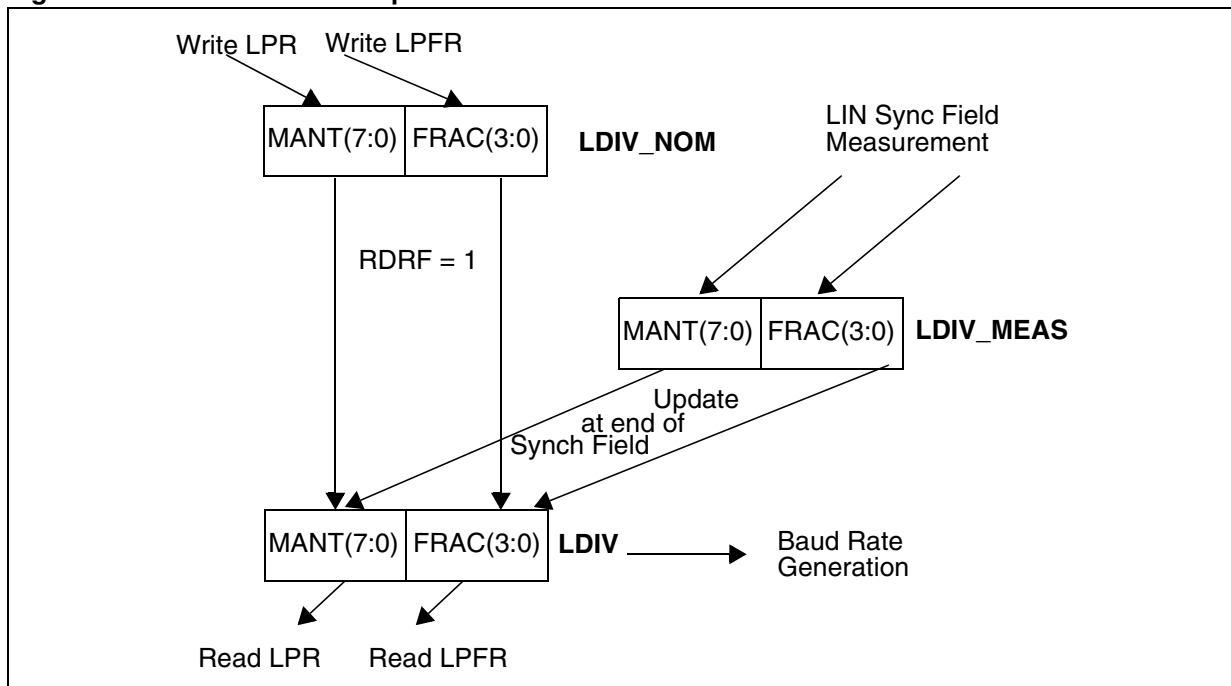 Write LPR Write LPFR
MANT(7:0) FRAC(3:0) LDIV_NOM
LIN Sync Field
Measurement
RDRF = 1
MANT(7:0) FRAC(3:0) LDIV_MEAS
Update
at end of
Synch Field
MANT(7:0) FRAC(3:0) LDIV
Baud Rate
Generation
Read LPR Read LPFR